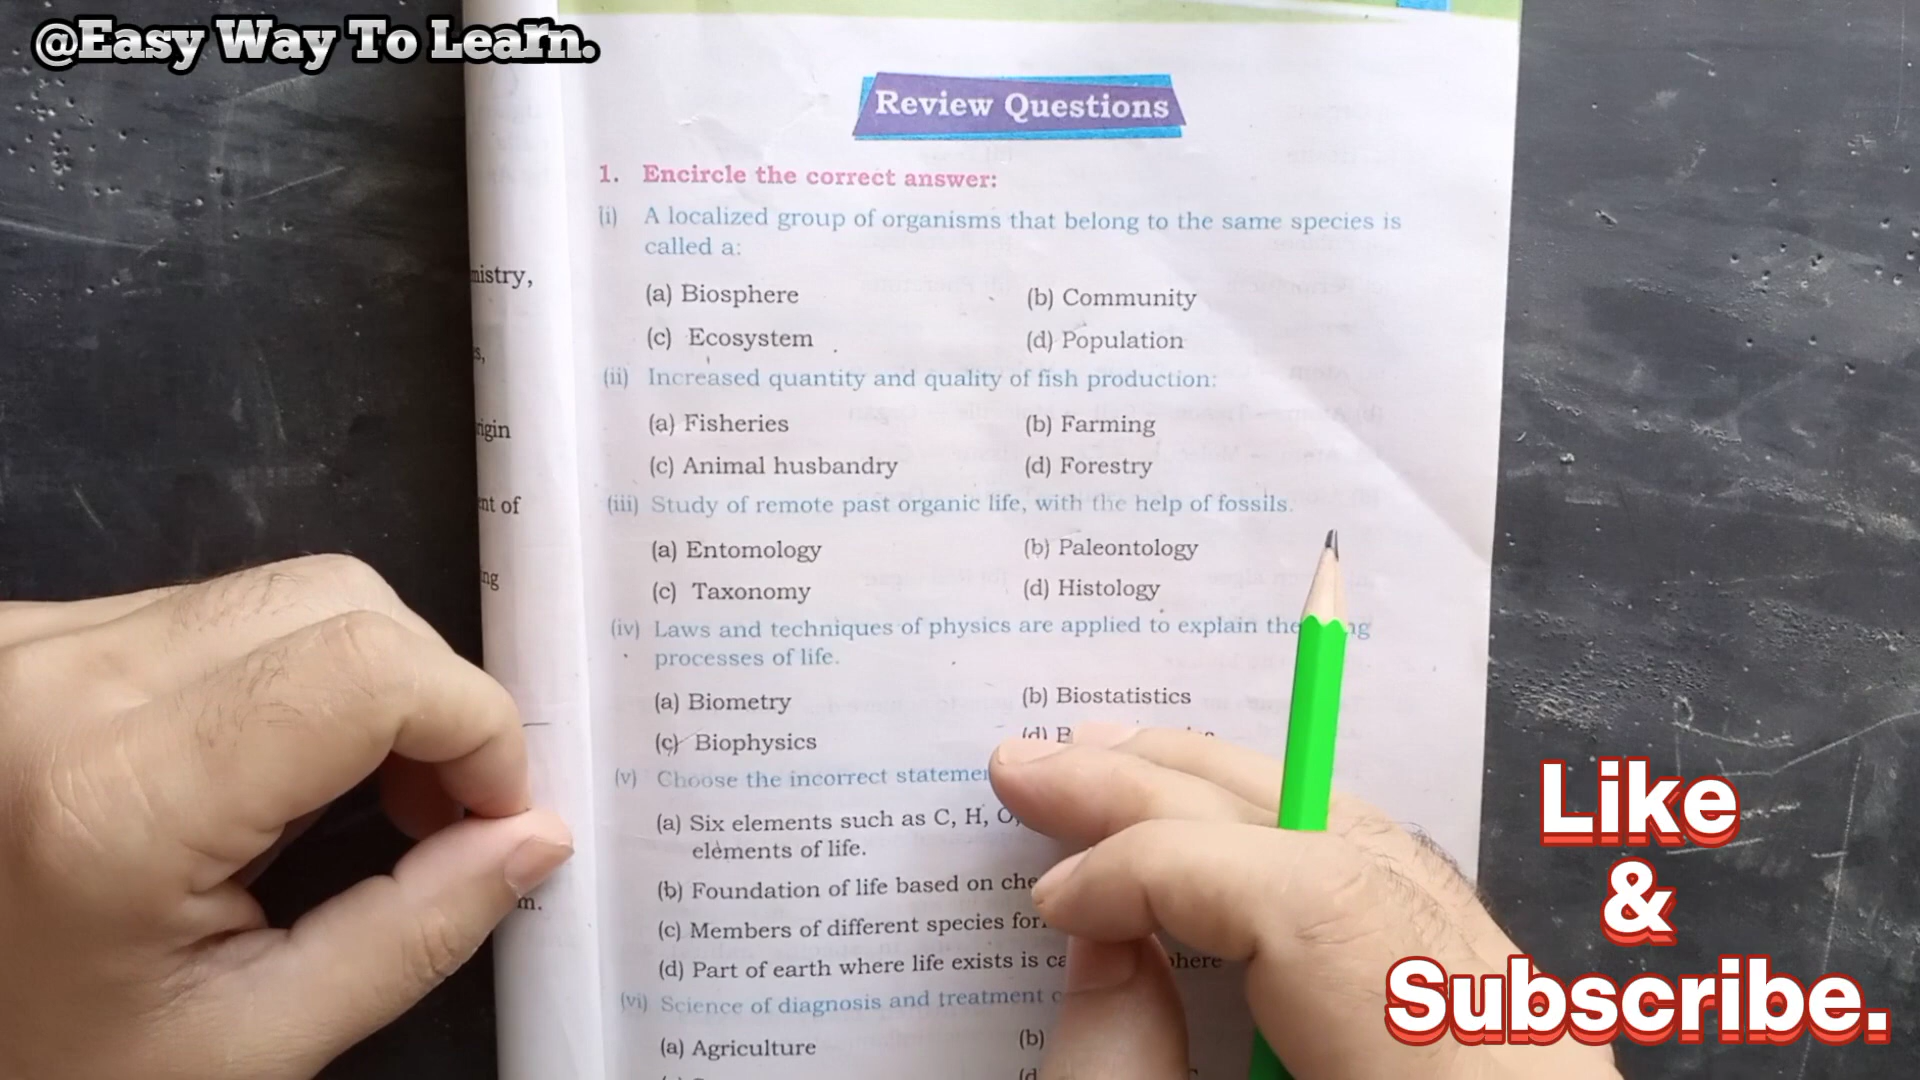 @Easy Way To Learn.
Review Questions
1. Encircle the correct answer:
(i) A localized group of organisms that belong to the same species is
called a:
(a) Biosphere (b) Community
(c) Ecosystem (d) Population
(ii) Increased quantity and quality of fish production:
(a) Fisheries (b) Farming
(c) Animal husbandry (d) Forestry
(iii) Study of remote past organic life, with the help of fossils.
(a) Entomology (b) Paleontology
(c) Taxonomy (d) Histology
(iv) Laws and techniques of physics are applied to explain the
processes of life.
(a) Biometry (b) Biostatistics
(c) Biophysics (d)
(v) Choose the incorrect
(a) Six elements such as C, H, O,
elements of life.
(b) Foundation of life based on
(c) Members of different species
(d) Part of earth where life exists is
(vi) Science of diagnosis and treatment
(a) Agriculture (b)
Like
&
Subscribe.